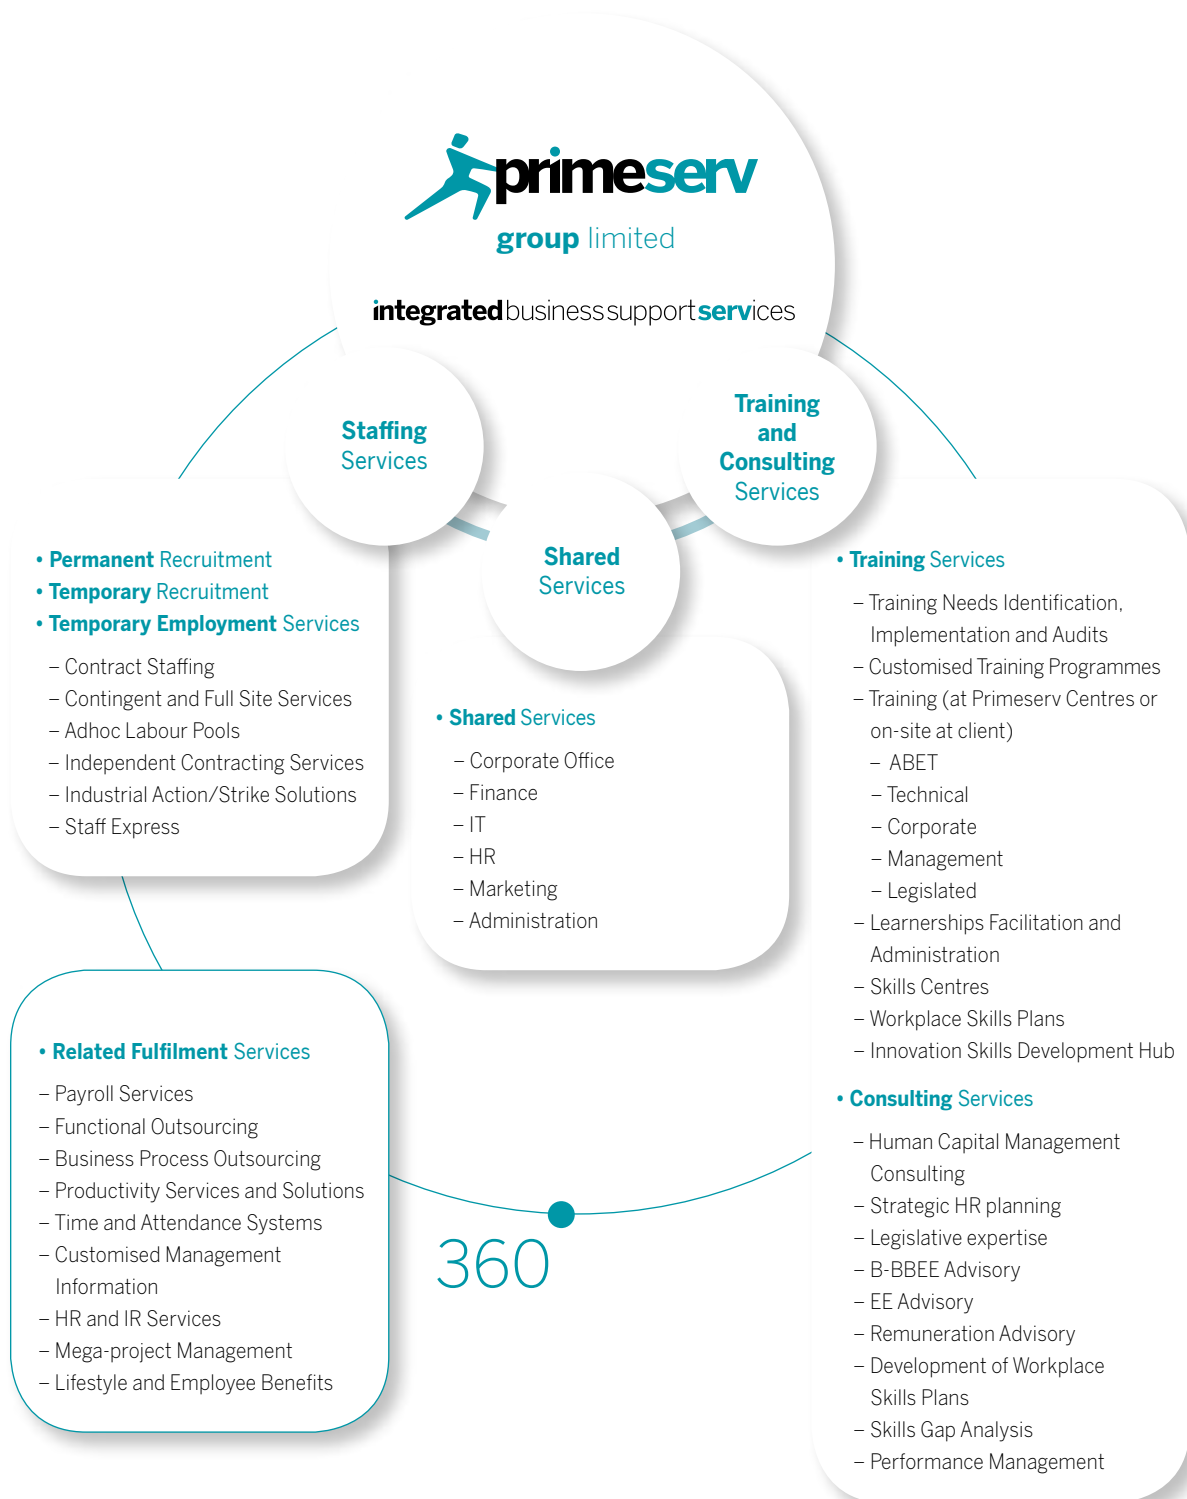 primeserv
group limited
integratedbusinesssupportservices
Staffing
Services
Training
and
Consulting
Services
Shared
Services
• Permanent Recruitment
• Temporary Recruitment
• Temporary Employment Services
– Contract Staffing
– Contingent and Full Site Services
– Adhoc Labour Pools
– Independent Contracting Services
– Industrial Action/Strike Solutions
– Staff Express
• Related Fulfilment Services
– Payroll Services
– Functional Outsourcing
– Business Process Outsourcing
– Productivity Services and Solutions
– Time and Attendance Systems
– Customised Management
Information
– HR and IR Services
– Mega-project Management
– Lifestyle and Employee Benefits
• Shared Services
– Corporate Office
– Finance
– IT
– HR
– Marketing
– Administration
360
• Training Services
– Training Needs Identification,
Implementation and Audits
– Customised Training Programmes
– Training (at Primeserv Centres or
on-site at client)
– ABET
– Technical
– Corporate
– Management
– Legislated
– Learnerships Facilitation and
Administration
– Skills Centres
– Workplace Skills Plans
– Innovation Skills Development Hub
• Consulting Services
– Human Capital Management
Consulting
– Strategic HR planning
– Legislative expertise
– B-BBEE Advisory
– EE Advisory
– Remuneration Advisory
– Development of Workplace
Skills Plans
– Skills Gap Analysis
– Performance Management